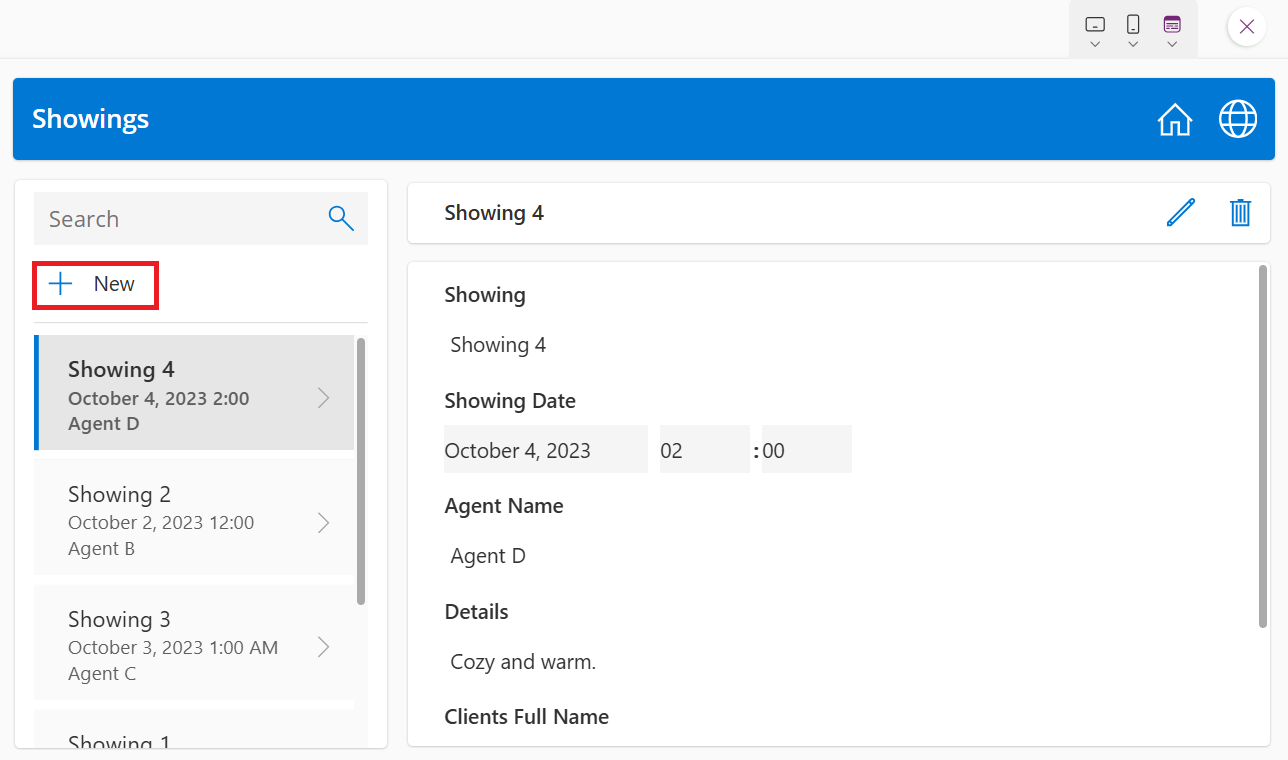 Showings
Search
New
Showing 4
October 4, 2023 2:00
Agent D
Showing 2
October 2, 2023 12:00
Agent B
Showing 3
October 3, 2023 1:00 AM
Agent C
Showing 1
Showing 4
Showing
Showing 4
Showing Date
October 4, 2023 02 : 00
Agent Name
Agent D
Details
Cozy and warm.
Clients Full Name